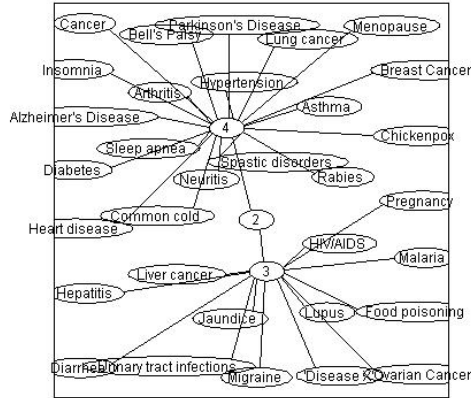 Cancer
Parkinson's Disease
Menopause
Bell's Palsy
Lung cancer
Insomnia
Hypertension
Breast Cancer
Arthritis
Asthma
Alzheimer's Disease
4
Chickenpox
Sleep apnea
Spastic disorders
Diabetes
Neuritis
Rabies
Pregnancy
Common cold
2
Heart disease
HIV/AIDS
Malaria
Liver cancer
3
Hepatitis
Jaundice
Lupus
Food poisoning
Diarrhea
Urinary tract infections
Migraine
Disease X
Ovarian Cancer